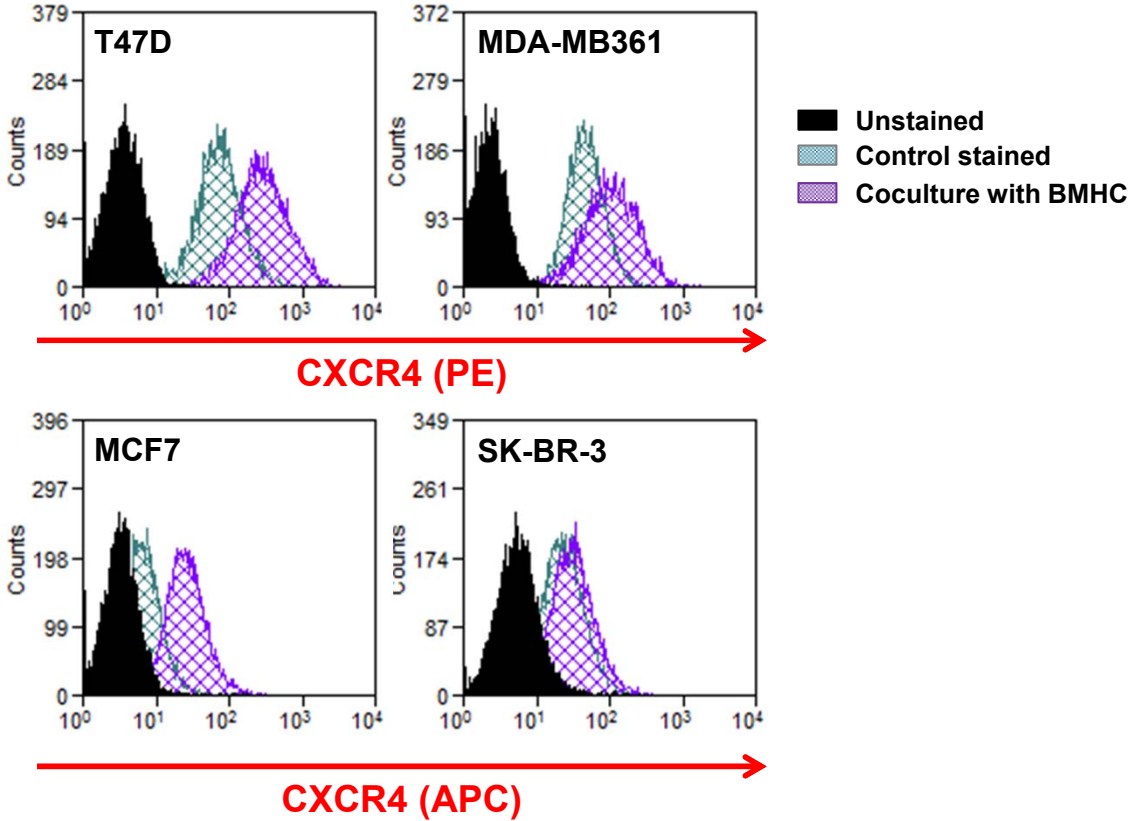 379
T47D
284
189
94
0
Counts
10⁰ 10¹ 10² 10³ 10⁴
372
MDA-MB361
279
186
93
0
Counts
10⁰ 10¹ 10² 10³ 10⁴
Unstained
Control stained
Coculture with BMHC
CXCR4 (PE)
396
MCF7
297
198
99
0
Counts
10⁰ 10¹ 10² 10³ 10⁴
349
SK-BR-3
261
174
87
0
Counts
10⁰ 10¹ 10² 10³ 10⁴
CXCR4 (APC)